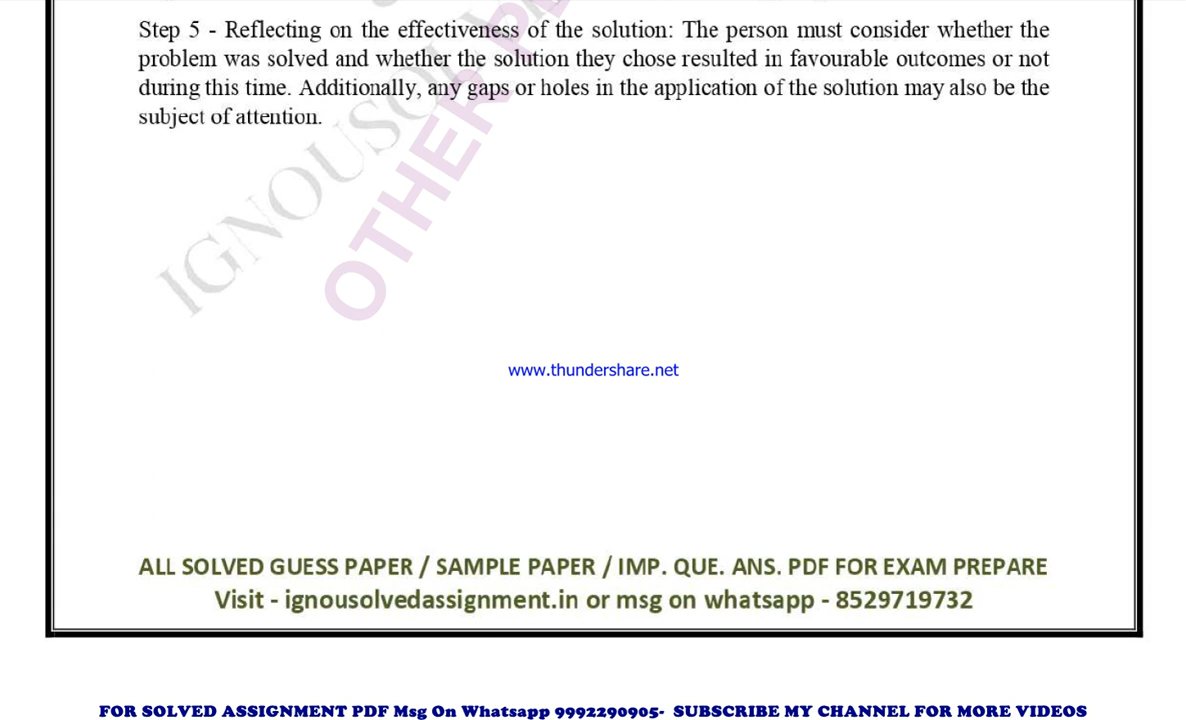 Step 5 - Reflecting on the effectiveness of the solution: The person must consider whether the
problem was solved and whether the solution they chose resulted in favourable outcomes or not
during this time. Additionally, any gaps or holes in the application of the solution may also be the
subject of attention.
IGNOUSOL
OTHER
www.thundershare.net
ALL SOLVED GUESS PAPER / SAMPLE PAPER / IMP. QUE. ANS. PDF FOR EXAM PREPARE
Visit - ignousolvedassignment.in or msg on whatsapp - 8529719732
FOR SOLVED ASSIGNMENT PDF Msg On Whatsapp 9992290905- SUBSCRIBE MY CHANNEL FOR MORE VIDEOS